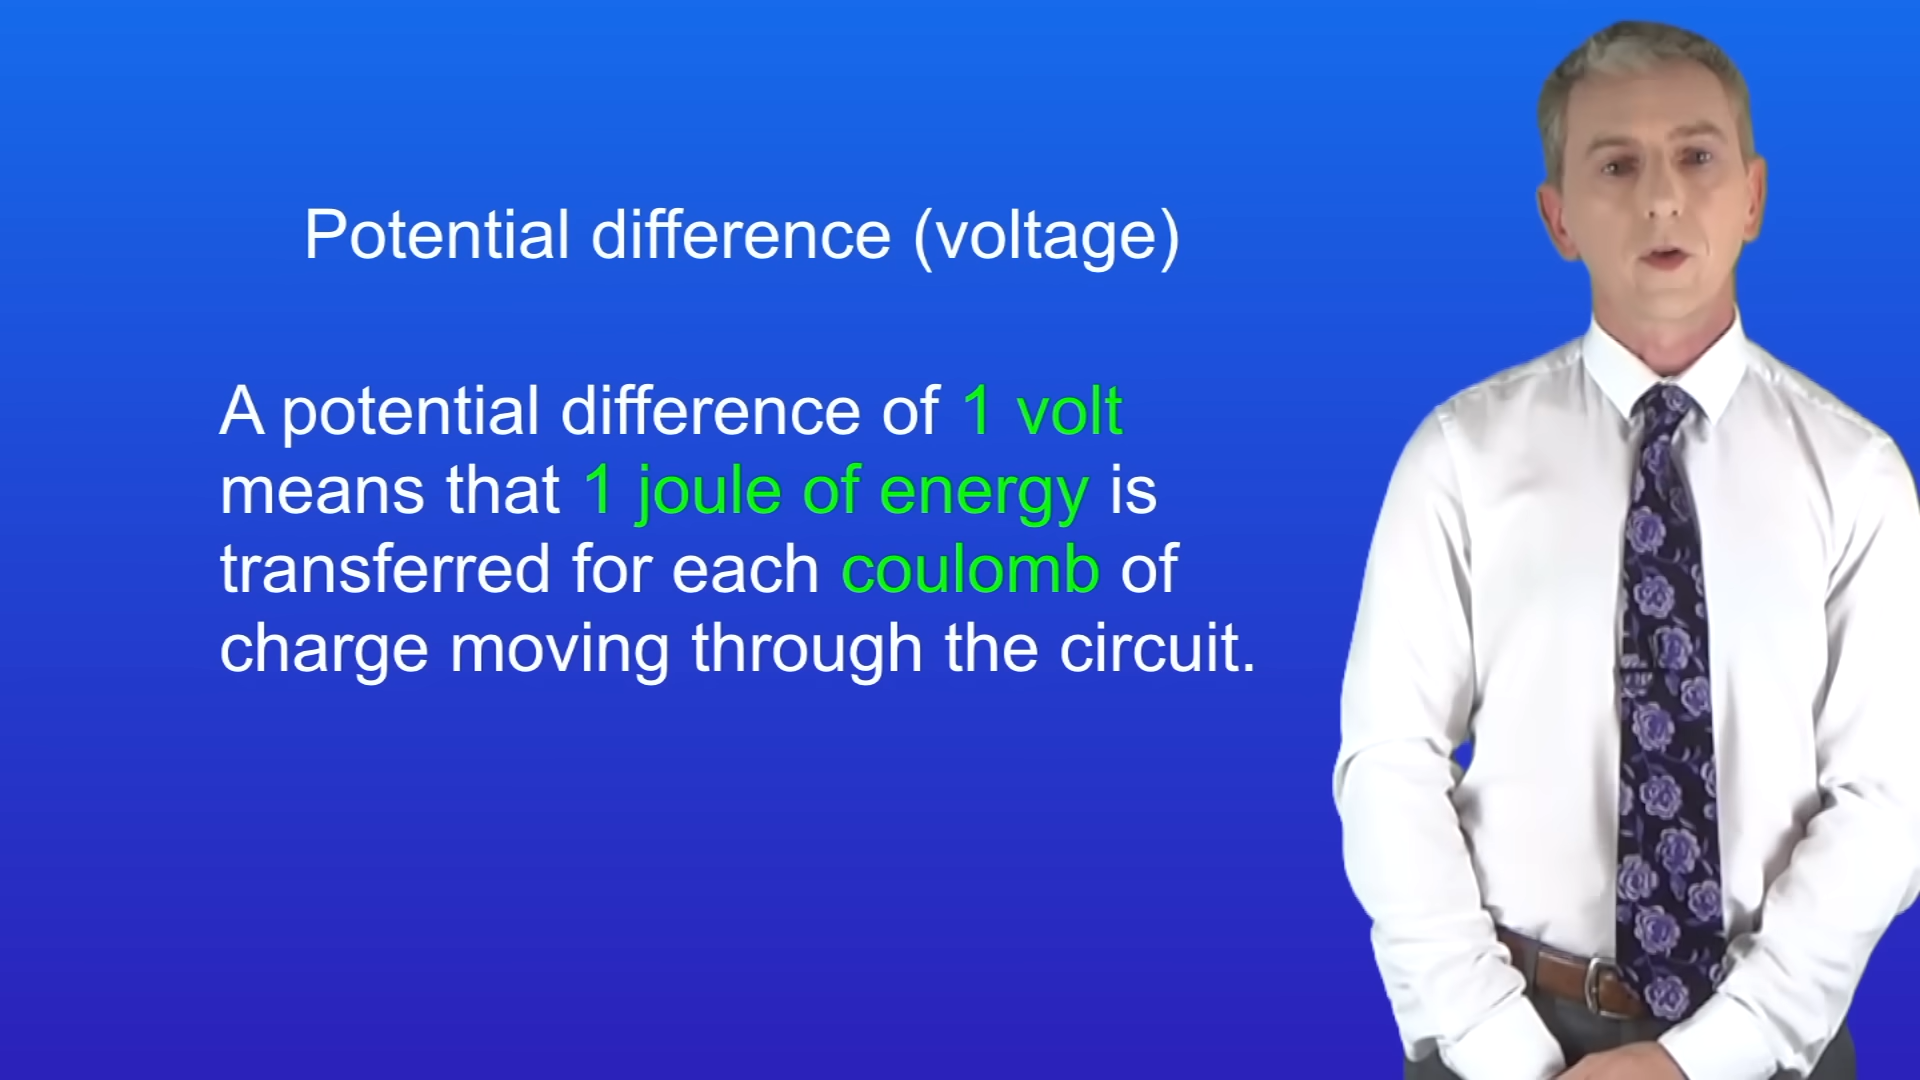 Potential difference (voltage)
A potential difference of 1 volt
means that 1 joule of energy is
transferred for each coulomb of
charge moving through the circuit.